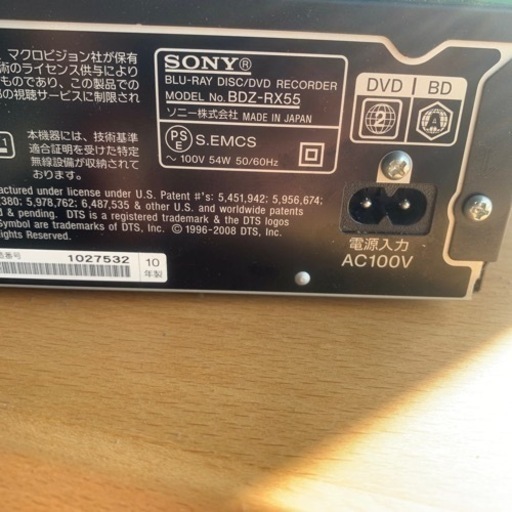 マクロビジョン社が保有
術のライセンス供与により
ものであり、この製品での
の視聴サービスに制限され
SONY®
BLU-RAY DISC/DVD RECORDER
MODEL No. BDZ-RX55
ソニー株式会社 MADE IN JAPAN
DVD BD
2 A
本機器には、技術基準
適合証明を受けた特定
無線設備が収納されて
おります。
PSE S.EMCS
～100V 54W 50/60Hz
actured under license under U.S. Patent #'s: 5,451,942; 5,956,674;
,380; 5,978,762; 6,487,535 & other U.S. and worldwide patents
d & pending. DTS is a registered trademark & the DTS logos
Symbol are trademarks of DTS, Inc. © 1996-2008 DTS, Inc.
ights Reserved.
番号 1027532 10年製
電源入力
AC100V